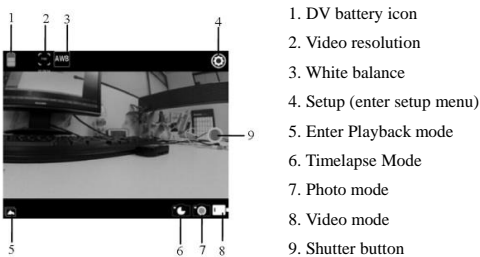 1 2 3 4
AWB
9
5 6 7 8
1. DV battery icon
2. Video resolution
3. White balance
4. Setup (enter setup menu)
5. Enter Playback mode
6. Timelapse Mode
7. Photo mode
8. Video mode
9. Shutter button